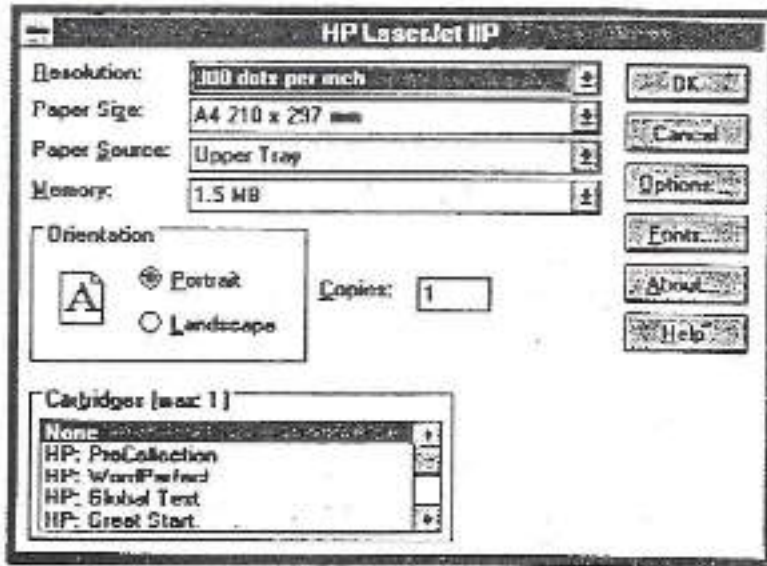 HP LaserJet IIP
Resolution: 300 dots per inch
Paper Size: A4 210 x 297 mm
Paper Source: Upper Tray
Memory: 1.5 MB
OK
Cancel
Options...
Fonts...
About...
Help
Orientation
A
Portrait
Landscape
Copies: 1
Cartridges (max: 1)
None
HP: ProCollection
HP: WordPerfect
HP: Global Text
HP: Great Start